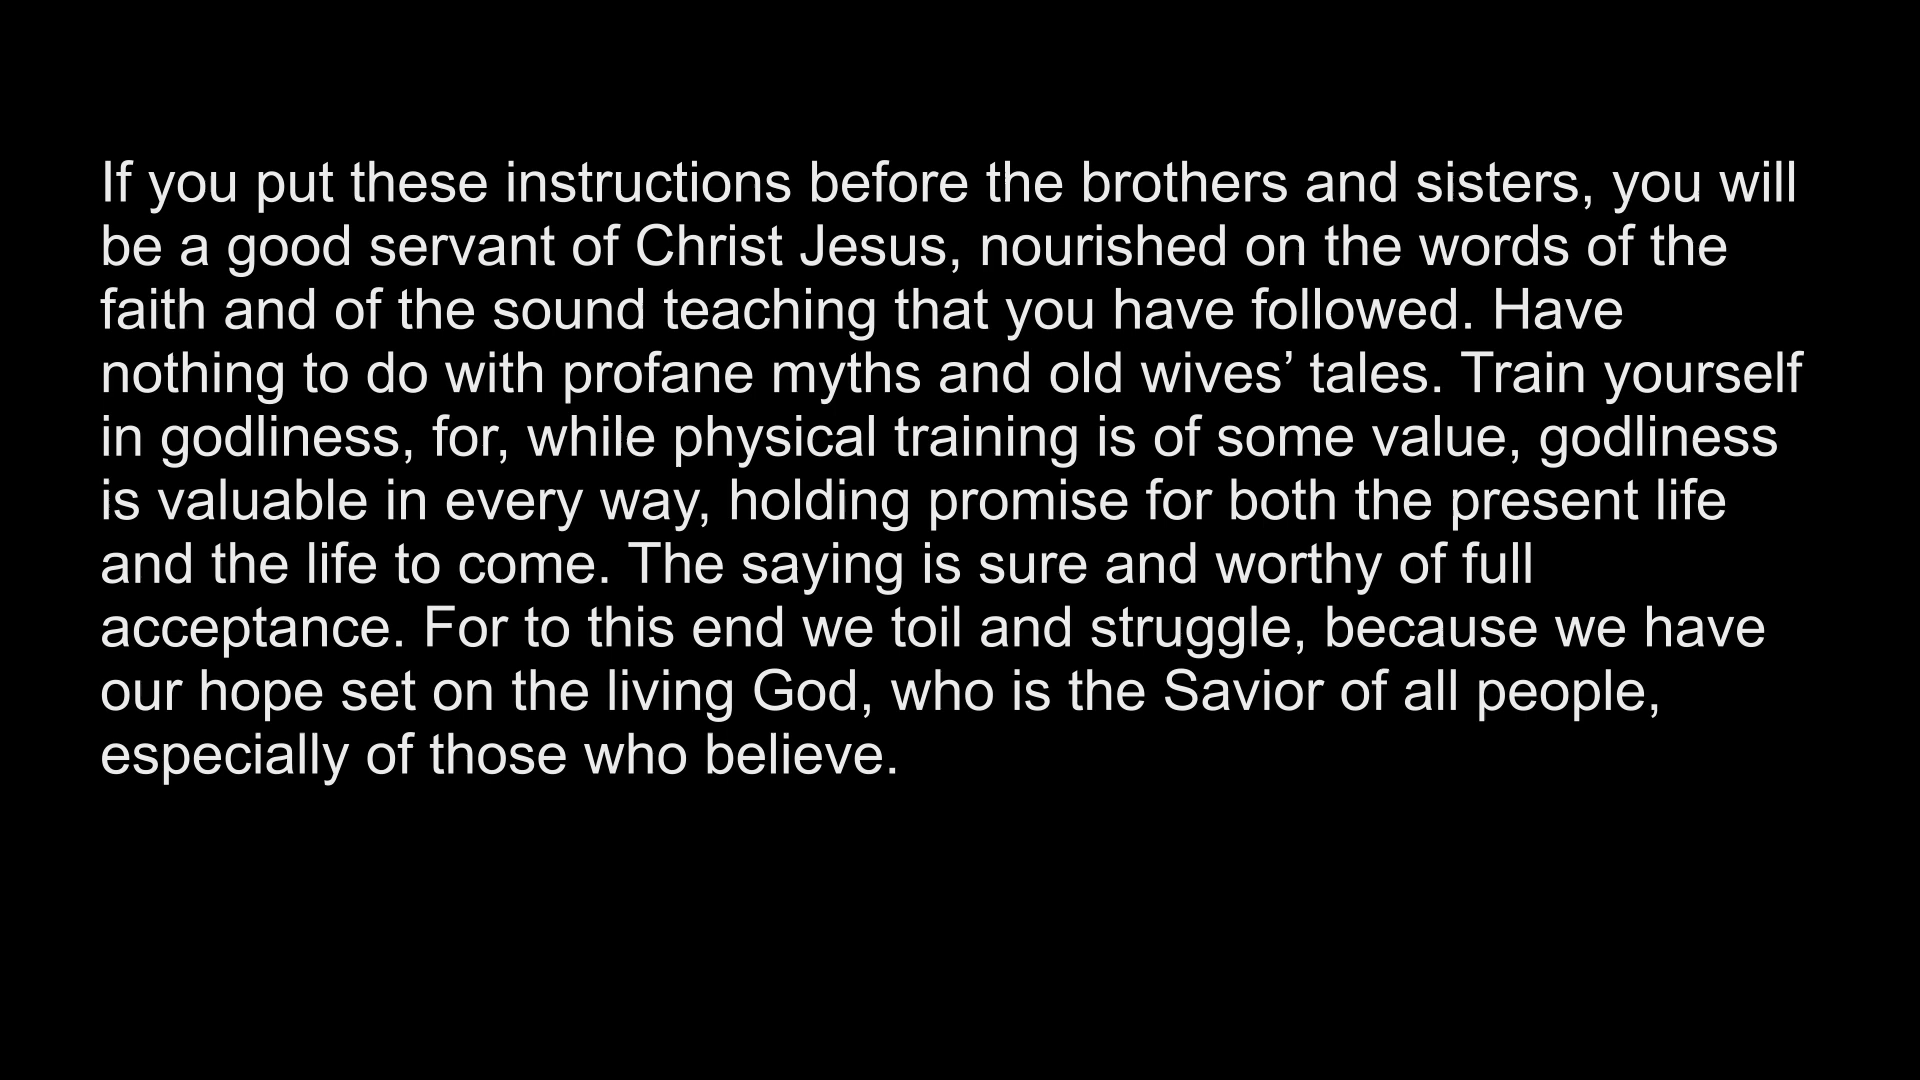 If you put these instructions before the brothers and sisters, you will
be a good servant of Christ Jesus, nourished on the words of the
faith and of the sound teaching that you have followed. Have
nothing to do with profane myths and old wives’ tales. Train yourself
in godliness, for, while physical training is of some value, godliness
is valuable in every way, holding promise for both the present life
and the life to come. The saying is sure and worthy of full
acceptance. For to this end we toil and struggle, because we have
our hope set on the living God, who is the Savior of all people,
especially of those who believe.